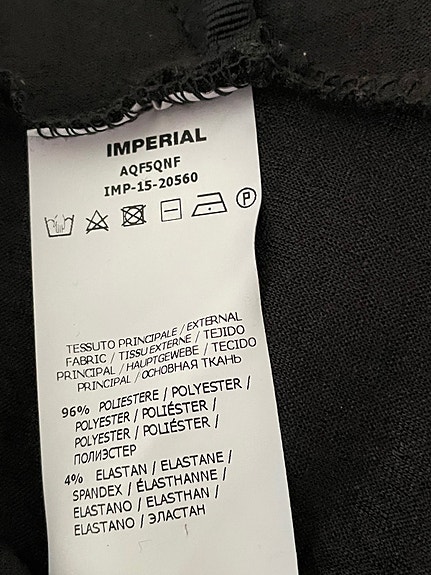 IMPERIAL
AQF5QNF
IMP-15-20560
P
TESSUTO PRINCIPALE / EXTERNAL
FABRIC / TISSU EXTERNE / TEJIDO
PRINCIPAL / HAUPTGEWEBE / TECIDO
PRINCIPAL / ОСНОВНАЯ ТКАНЬ
96% POLIESTERE / POLYESTER /
POLYESTER / POLIÉSTER /
POLYESTER / POLIÉSTER /
ПОЛИЭСТЕР
4% ELASTAN / ELASTANE /
SPANDEX / ÉLASTHANNE /
ELASTANO / ELASTHAN /
ELASTANO / ЭЛАСТАН